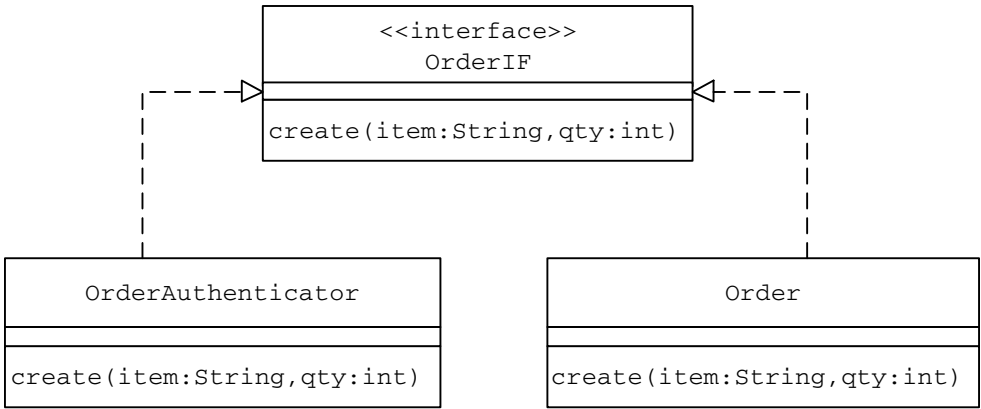 <<interface>>
OrderIF
create(item:String,qty:int)
OrderAuthenticator
create(item:String,qty:int)
Order
create(item:String,qty:int)